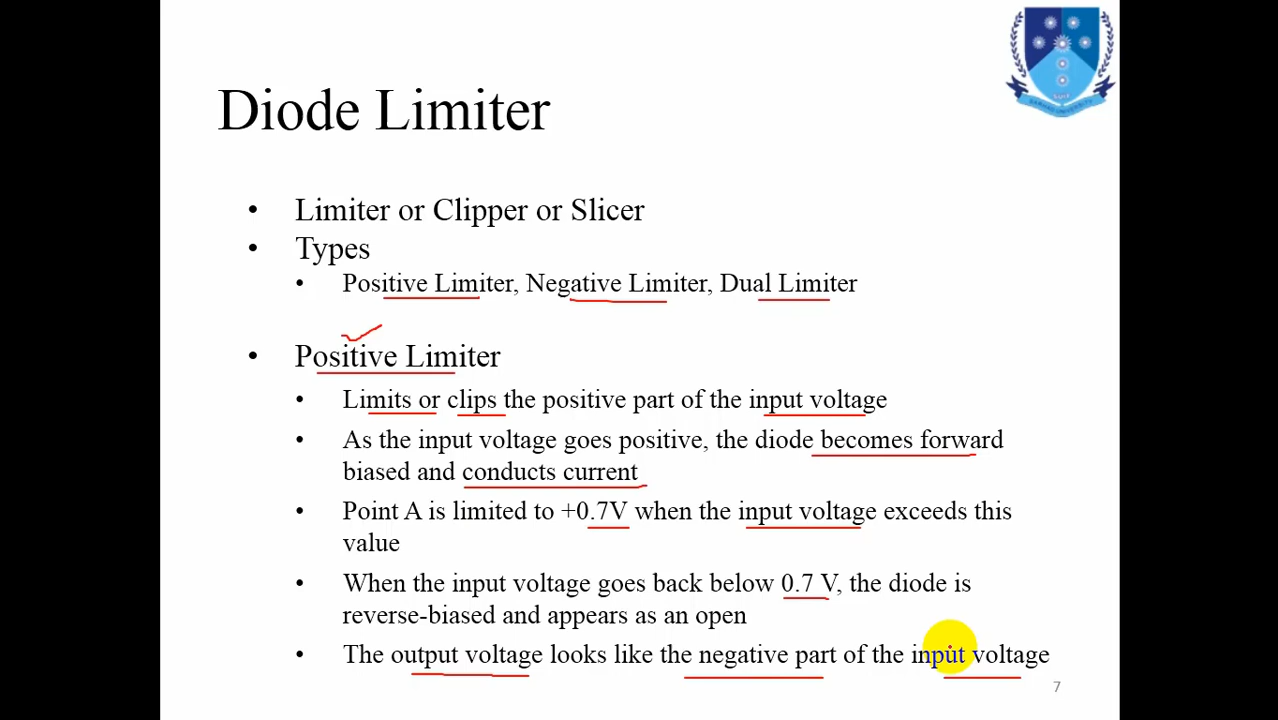 Diode Limiter
• Limiter or Clipper or Slicer
• Types
• Positive Limiter, Negative Limiter, Dual Limiter
• Positive Limiter
• Limits or clips the positive part of the input voltage
• As the input voltage goes positive, the diode becomes forward
biased and conducts current
• Point A is limited to +0.7V when the input voltage exceeds this
value
• When the input voltage goes back below 0.7 V, the diode is
reverse-biased and appears as an open
• The output voltage looks like the negative part of the input voltage
7